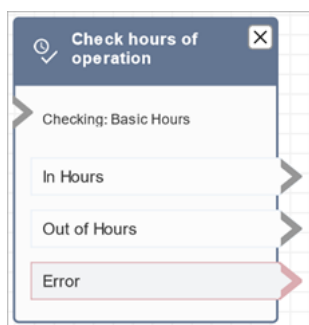 Check hours of
operation
Checking: Basic Hours
In Hours
Out of Hours
Error